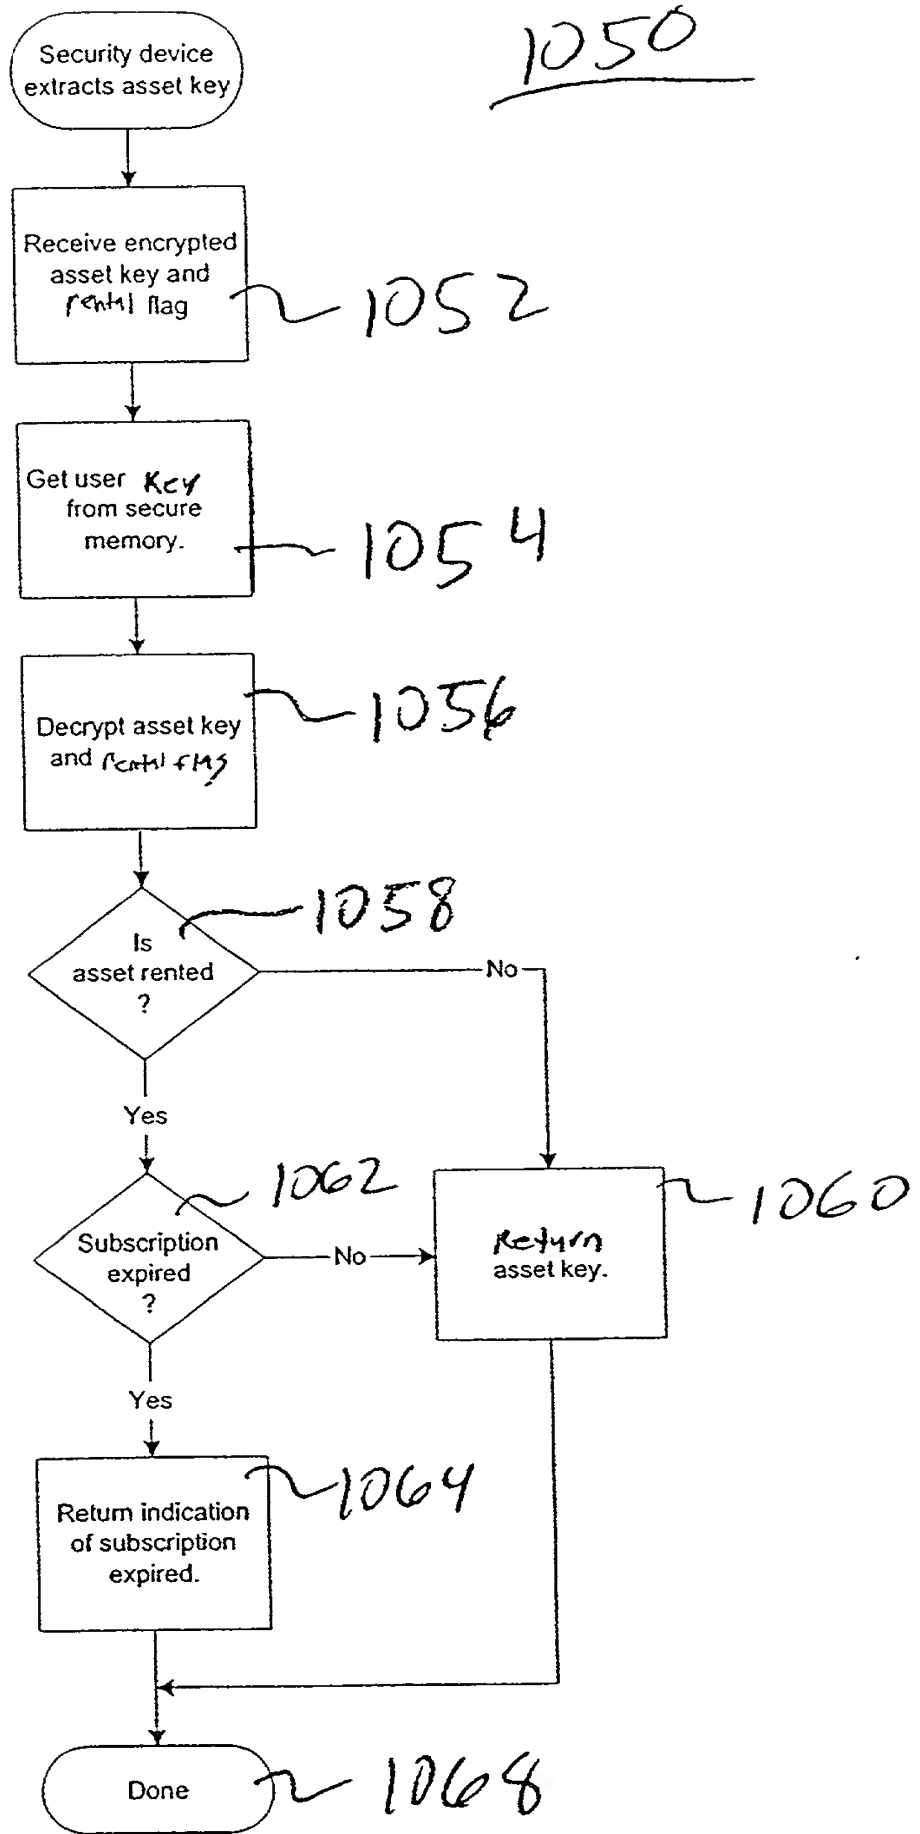 1050
Security device
extracts asset key
Receive encrypted
asset key and
rental flag
1052
Get user Key
from secure
memory.
1054
Decrypt asset key
and rental flag
1056
Is
asset rented
?
1058
No
Yes
Subscription
expired
?
1062
No
Return
asset key.
1060
Yes
Return indication
of subscription
expired.
1064
Done
1068